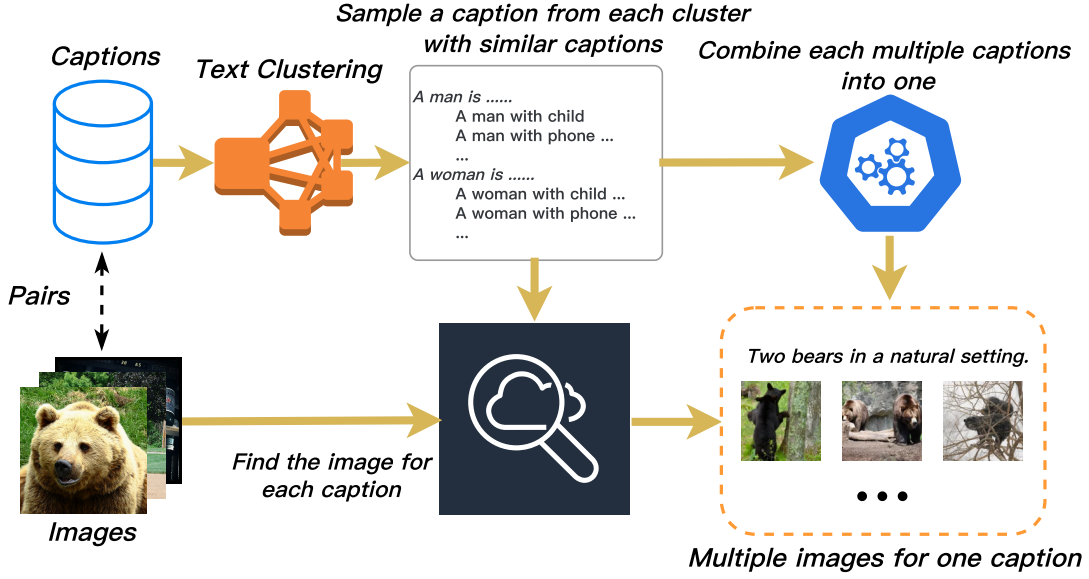 Sample a caption from each cluster
with similar captions
Captions
Text Clustering
Combine each multiple captions
into one
A man is ......
A man with child
A man with phone ...
...
A woman is ......
A woman with child ...
A woman with phone ...
...
Pairs
Two bears in a natural setting.
Find the image for
each caption
Images
Multiple images for one caption